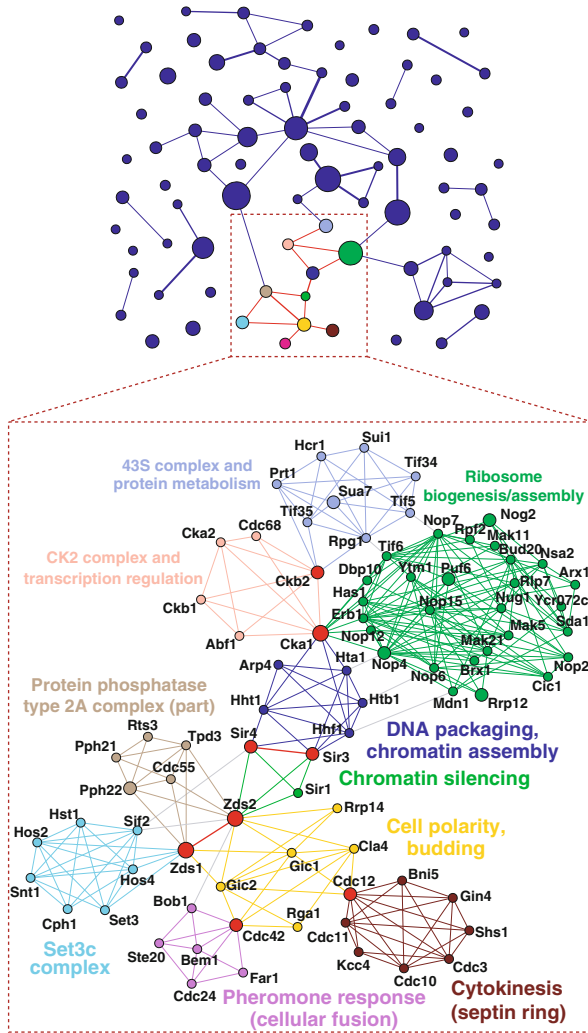 Hcr1
Sui1
43S complex and
protein metabolism
Prt1
Tif34
Sua7
Tif35
Tif5
Rpg1
Ribosome
biogenesis/assembly
Nog2
Nop7
Rpf2
Mak11
Bud20
Nsa2
Arx1
Cka2
Cdc68
CK2 complex and
transcription regulation
Ckb2
Ckb1
Abf1
Cka1
Tif6
Dbp10
Ytm1
Puf6
Has1
Rlp7
Nug1
Ycr072c
Erb1
Nop15
Sda1
Nop12
Mak5
Mak21
Nop4
Nop6
Brx1
Nop2
Cic1
Mdn1
Rrp12
Arp4
Hta1
Hht1
Htb1
Hhf1
DNA packaging,
chromatin assembly
Protein phosphatase
type 2A complex (part)
Rts3
Tpd3
Pph21
Cdc55
Pph22
Sir4
Sir3
Chromatin silencing
Sir1
Zds2
Rrp14
Cell polarity,
budding
Hst1
Sif2
Hos2
Zds1
Gic1
Cla4
Snt1
Hos4
Gic2
Cdc12
Bni5
Gin4
Cph1
Set3
Set3c
complex
Bob1
Rga1
Cdc42
Cdc11
Shs1
Ste20
Bem1
Kcc4
Cdc3
Cdc24
Far1
Cdc10
Pheromone response
(cellular fusion)
Cytokinesis
(septin ring)